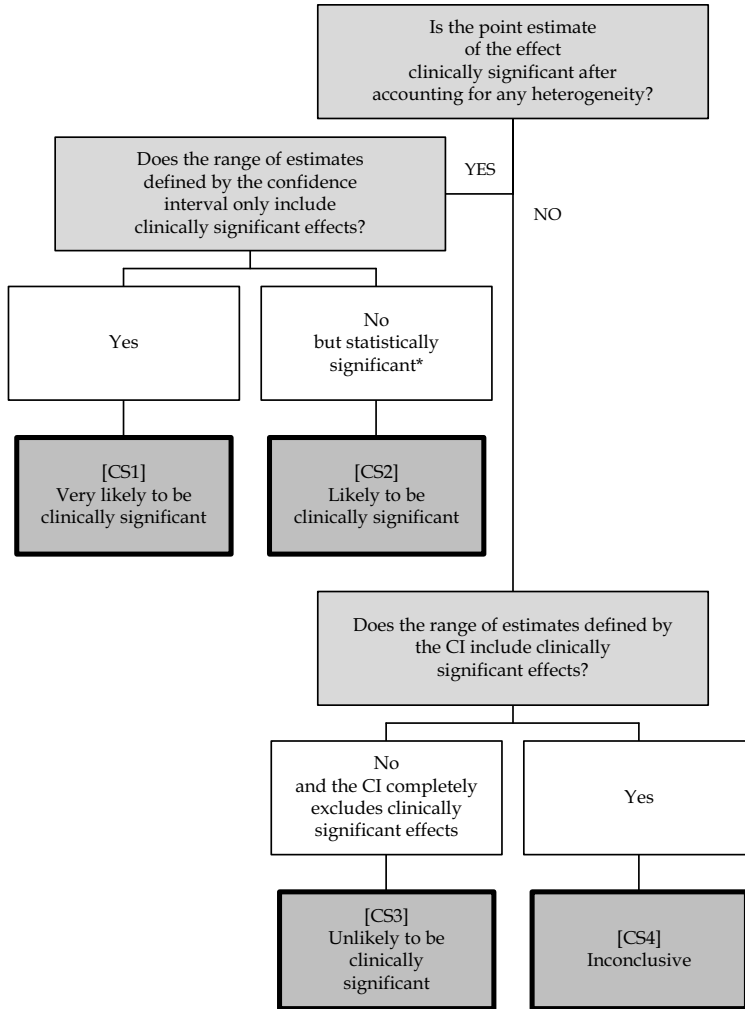 Is the point estimate
of the effect
clinically significant after
accounting for any heterogeneity?
Does the range of estimates
defined by the confidence
interval only include
clinically significant effects?
YES
NO
Yes
No
but statistically
significant*
[CS1]
Very likely to be
clinically significant
[CS2]
Likely to be
clinically significant
Does the range of estimates defined by
the CI include clinically
significant effects?
No
and the CI completely
excludes clinically
significant effects
Yes
[CS3]
Unlikely to be
clinically
significant
[CS4]
Inconclusive